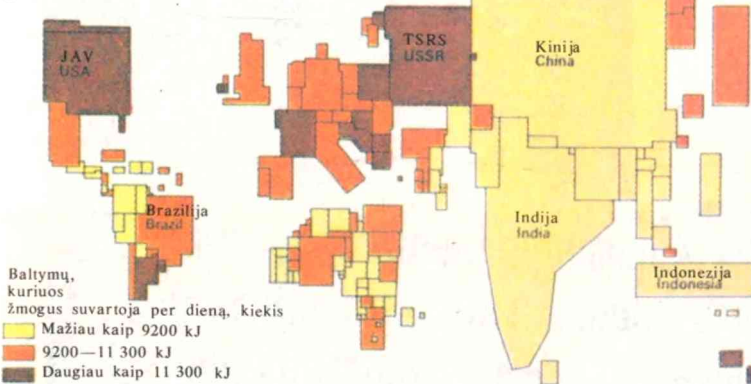 JAV
USA
TSRS
USSR
Kinija
China
Brazilija
Brazil
Indija
India
Indonezija
Indonesia
Baltymų,
kuriuos
žmogus suvartoja per dieną, kiekis
Mažiau kaip 9200 kJ
9200—11 300 kJ
Daugiau kaip 11 300 kJ